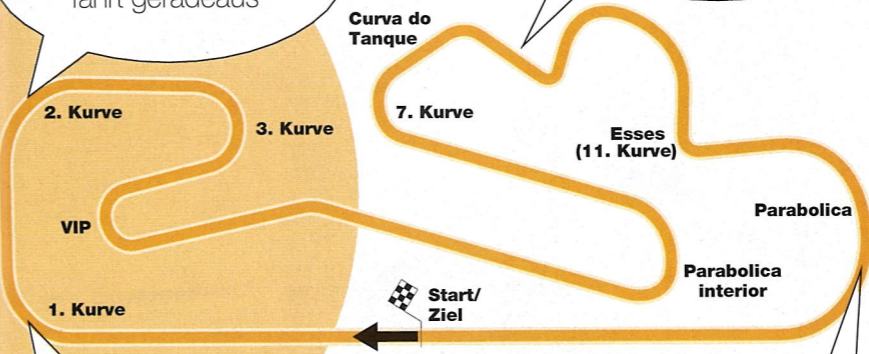 fährt geradeaus
Curva do
Tanque
2. Kurve
3. Kurve
7. Kurve
Esses
(11. Kurve)
VIP
Parabolica
Parabolica
interior
1. Kurve
Start/
Ziel